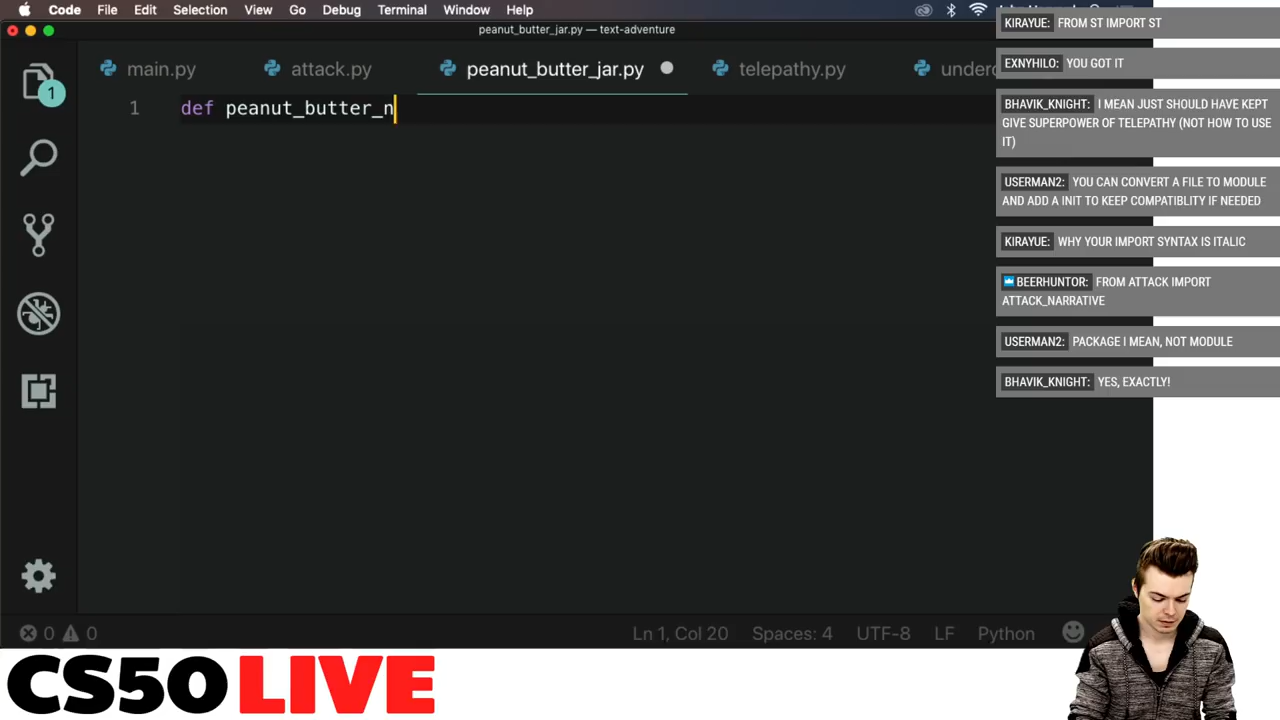 Code File Edit Selection View Go Debug Terminal Window Help
peanut_butter_jar.py — text-adventure
main.py attack.py peanut_butter_jar.py telepathy.py
1 def peanut_butter_n
1
KIRAYUE: FROM ST IMPORT ST
EXNYHILO: YOU GOT IT
BHAVIK_KNIGHT: I MEAN JUST SHOULD HAVE KEPT
GIVE SUPERPOWER OF TELEPATHY (NOT HOW TO USE
IT)
USERMAN2: YOU CAN CONVERT A FILE TO MODULE
AND ADD A INIT TO KEEP COMPATIBLITY IF NEEDED
KIRAYUE: WHY YOUR IMPORT SYNTAX IS ITALIC
BEERHUNTOR: FROM ATTACK IMPORT
ATTACK_NARRATIVE
USERMAN2: PACKAGE I MEAN, NOT MODULE
BHAVIK_KNIGHT: YES, EXACTLY!
0 0 Ln 1, Col 20 Spaces: 4 UTF-8 LF Python
CS50 LIVE